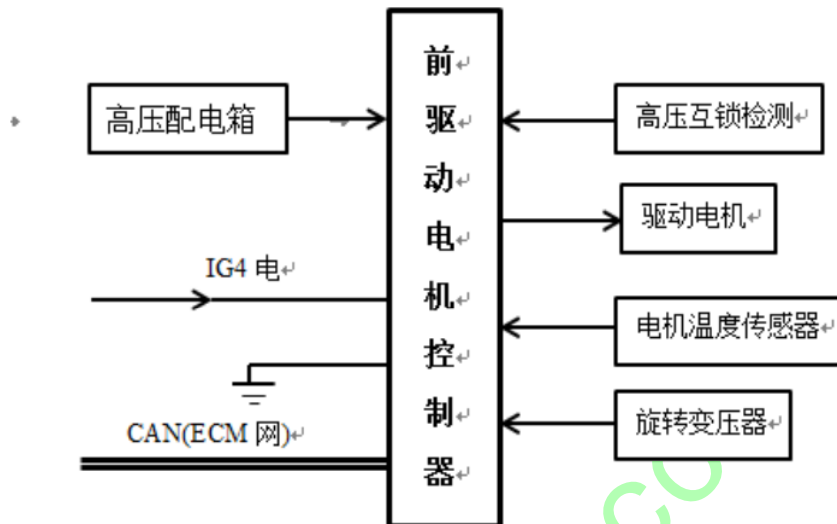 高压配电箱
IG4 电
CAN(ECM 网)
前
驱
动
电
机
控
制
器
高压互锁检测
驱动电机
电机温度传感器
旋转变压器
co